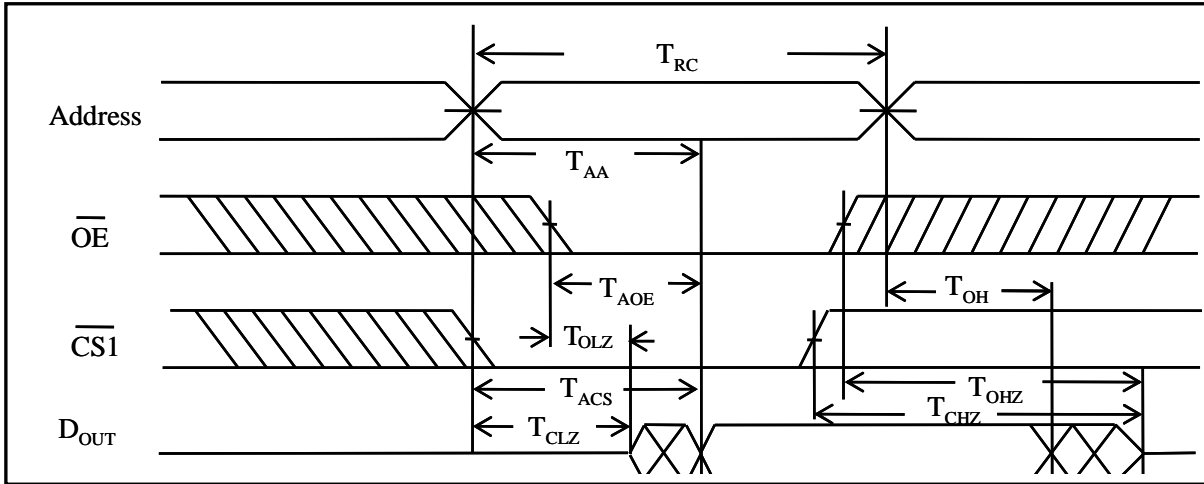 T_RC
Address
T_AA
OE
T_AOE
T_OH
CS1
T_OLZ
T_ACS
T_OHZ
T_CHZ
D_OUT
T_CLZ